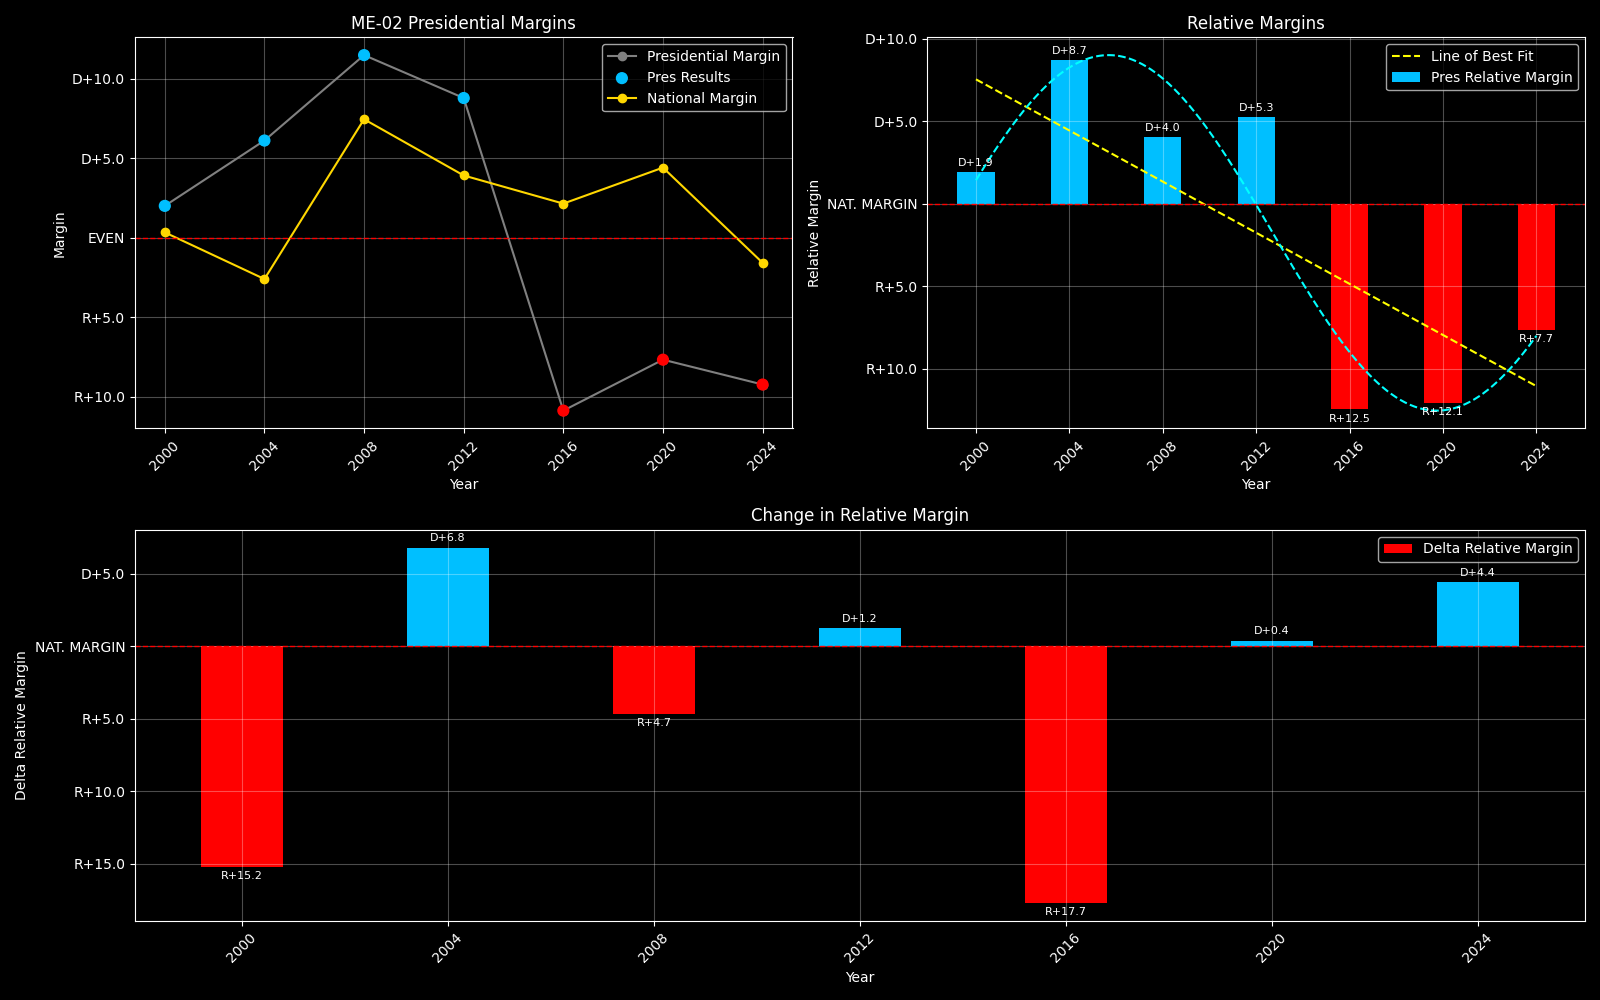 ME-02 Presidential Margins
Presidential Margin
Pres Results
National Margin
Margin
D+10.0
D+5.0
EVEN
R+5.0
R+10.0
2000
2004
2008
2012
2016
2020
2024
Year
Relative Margins
Line of Best Fit
Pres Relative Margin
Relative Margin
D+10.0
D+5.0
NAT. MARGIN
R+5.0
R+10.0
D+1.9
D+8.7
D+4.0
D+5.3
R+12.5
R+12.1
R+7.7
2000
2004
2008
2012
2016
2020
2024
Year
Change in Relative Margin
Delta Relative Margin
Delta Relative Margin
D+5.0
NAT. MARGIN
R+5.0
R+10.0
R+15.0
R+15.2
D+6.8
R+4.7
D+1.2
R+17.7
D+0.4
D+4.4
2000
2004
2008
2012
2016
2020
2024
Year